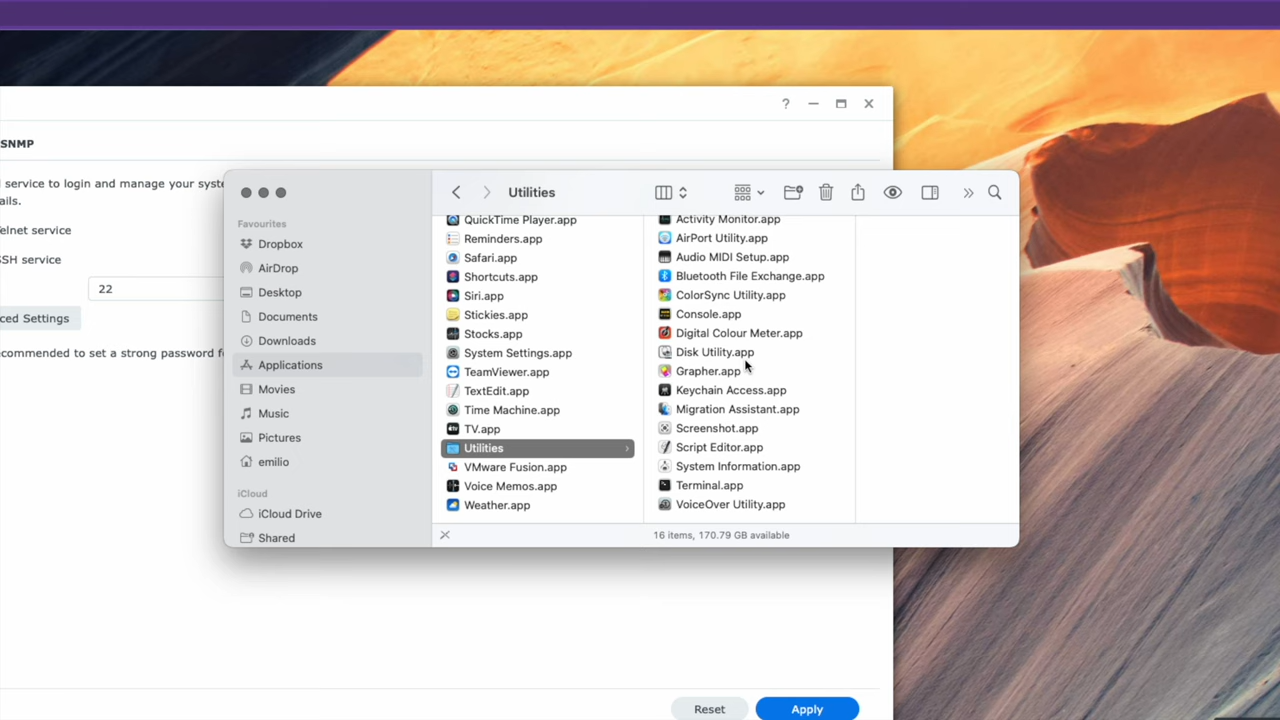 ?
SNMP
l service to login and manage your syste
ails.
elnet service
SSH service
22
ced Settings
commended to set a strong password fo
Utilities
Favourites
Dropbox
AirDrop
Desktop
Documents
Downloads
Applications
Movies
Music
Pictures
emilio
iCloud
iCloud Drive
Shared
QuickTime Player.app
Reminders.app
Safari.app
Shortcuts.app
Siri.app
Stickies.app
Stocks.app
System Settings.app
TeamViewer.app
TextEdit.app
Time Machine.app
TV.app
Utilities
VMware Fusion.app
Voice Memos.app
Weather.app
Activity Monitor.app
AirPort Utility.app
Audio MIDI Setup.app
Bluetooth File Exchange.app
ColorSync Utility.app
Console.app
Digital Colour Meter.app
Disk Utility.app
Grapher.app
Keychain Access.app
Migration Assistant.app
Screenshot.app
Script Editor.app
System Information.app
Terminal.app
VoiceOver Utility.app
16 items, 170.79 GB available
Reset
Apply